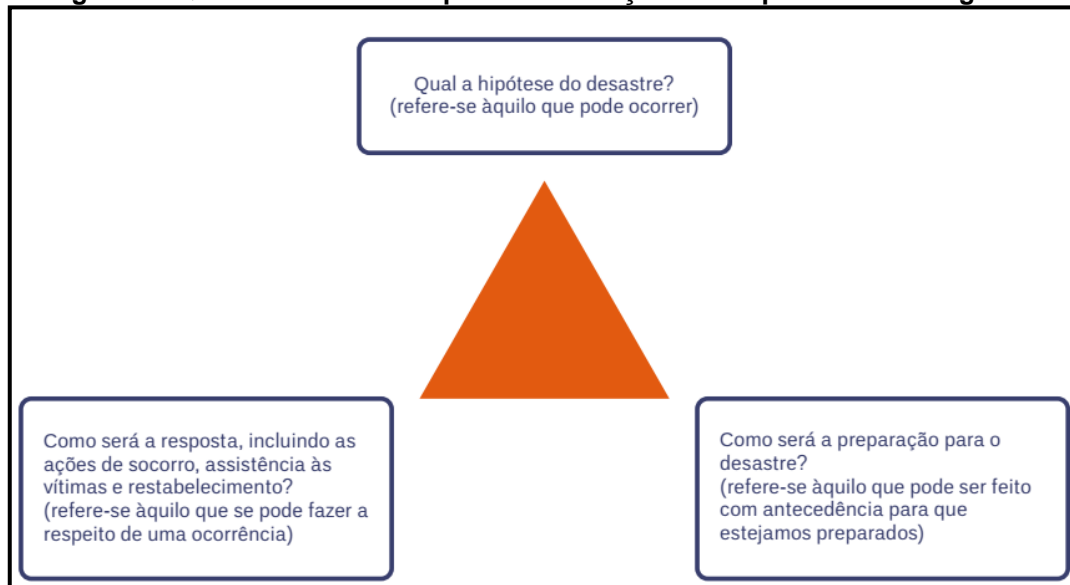 Qual a hipótese do desastre?
(refere-se àquilo que pode ocorrer)
Como será a resposta, incluindo as
ações de socorro, assistência às
vítimas e restabelecimento?
(refere-se àquilo que se pode fazer a
respeito de uma ocorrência)
Como será a preparação para o
desastre?
(refere-se àquilo que pode ser feito
com antecedência para que
estejamos preparados)